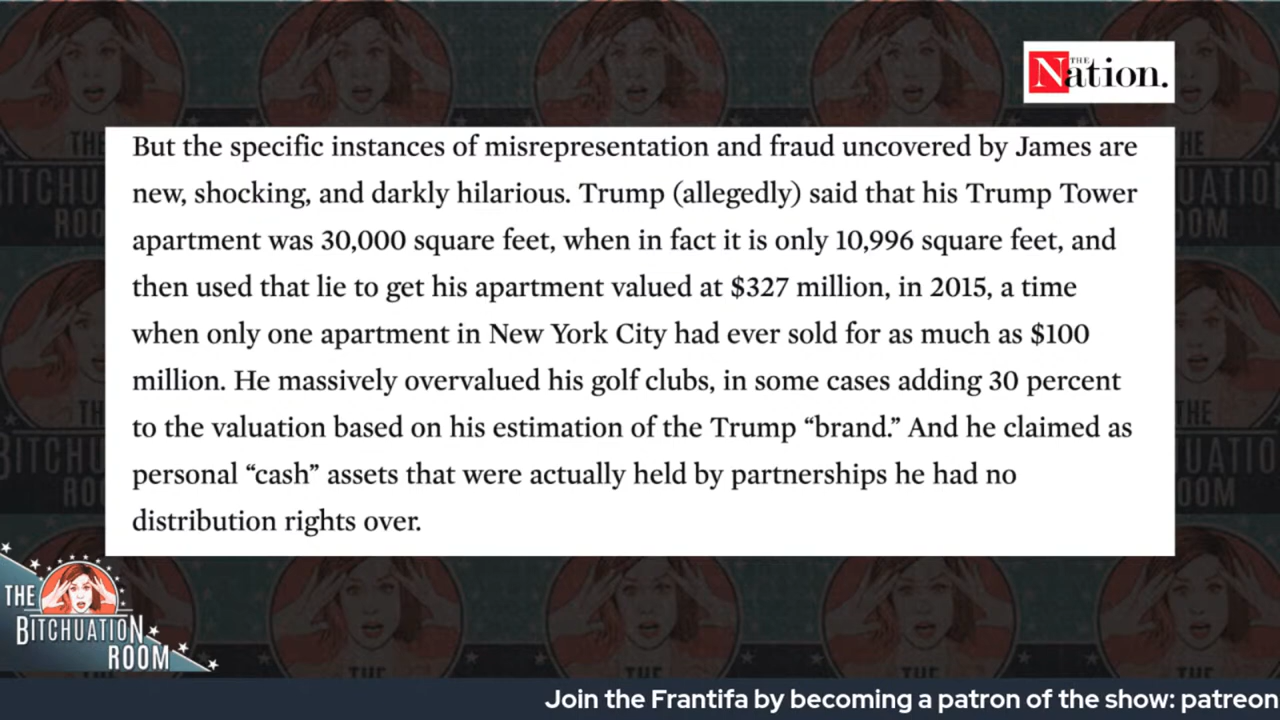 THE
Nation.
But the specific instances of misrepresentation and fraud uncovered by James are
new, shocking, and darkly hilarious. Trump (allegedly) said that his Trump Tower
apartment was 30,000 square feet, when in fact it is only 10,996 square feet, and
then used that lie to get his apartment valued at $327 million, in 2015, a time
when only one apartment in New York City had ever sold for as much as $100
million. He massively overvalued his golf clubs, in some cases adding 30 percent
to the valuation based on his estimation of the Trump “brand.” And he claimed as
personal “cash” assets that were actually held by partnerships he had no
distribution rights over.
THE
BITCHUATION
ROOM
Join the Frantifa by becoming a patron of the show: patreon